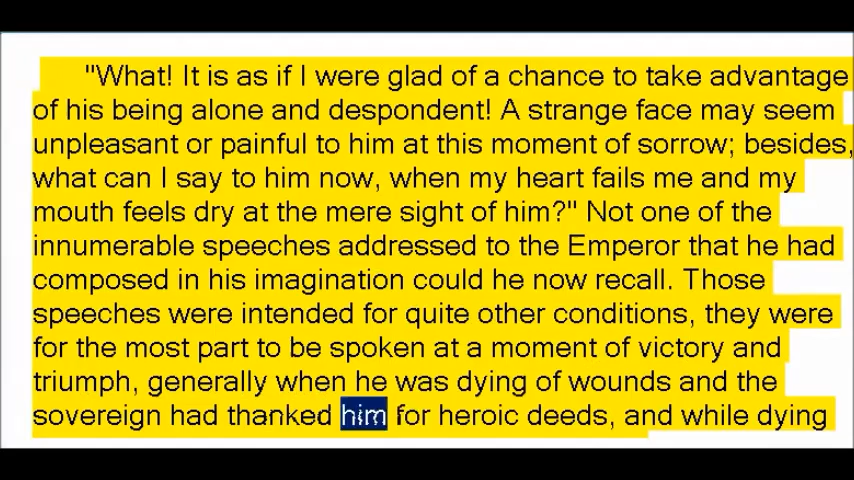 "What! It is as if I were glad of a chance to take advantage
of his being alone and despondent! A strange face may seem
unpleasant or painful to him at this moment of sorrow; besides,
what can I say to him now, when my heart fails me and my
mouth feels dry at the mere sight of him?" Not one of the
innumerable speeches addressed to the Emperor that he had
composed in his imagination could he now recall. Those
speeches were intended for quite other conditions, they were
for the most part to be spoken at a moment of victory and
triumph, generally when he was dying of wounds and the
sovereign had thanked him for heroic deeds, and while dying